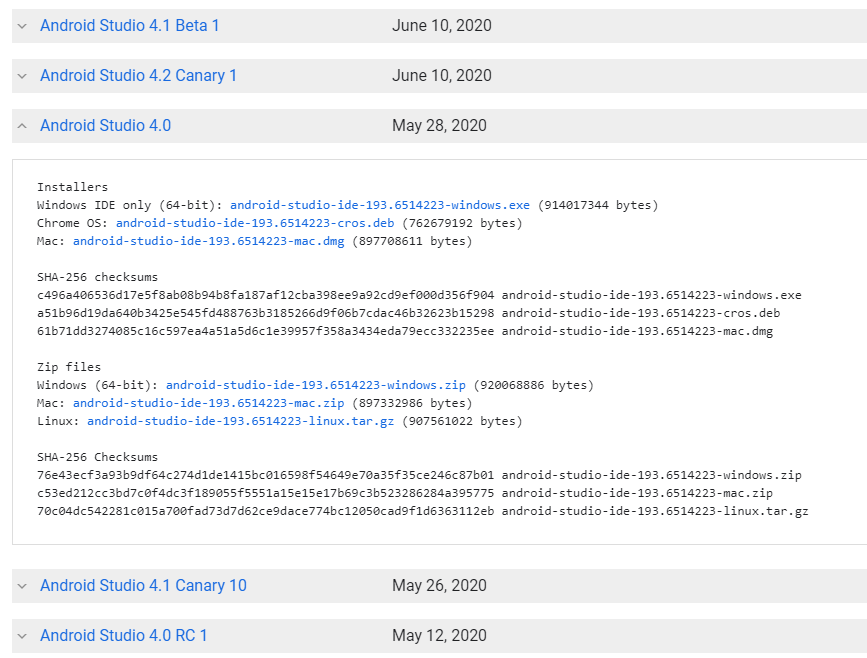 Android Studio 4.1 Beta 1 June 10, 2020
Android Studio 4.2 Canary 1 June 10, 2020
Android Studio 4.0 May 28, 2020
Installers
Windows IDE only (64-bit): android-studio-ide-193.6514223-windows.exe (914017344 bytes)
Chrome OS: android-studio-ide-193.6514223-cros.deb (762679192 bytes)
Mac: android-studio-ide-193.6514223-mac.dmg (897708611 bytes)
SHA-256 checksums
c496a406536d17e5f8ab08b94b8fa187af12cba398ee9a92cd9ef000d356f904 android-studio-ide-193.6514223-windows.exe
a51b96d19da640b3425e545fd488763b3185266d9f06b7cdac46b32623b15298 android-studio-ide-193.6514223-cros.deb
61b71dd3274085c16c597ea4a51a5d6c1e39957f358a3434eda79ecc332235ee android-studio-ide-193.6514223-mac.dmg
Zip files
Windows (64-bit): android-studio-ide-193.6514223-windows.zip (920068886 bytes)
Mac: android-studio-ide-193.6514223-mac.zip (897332986 bytes)
Linux: android-studio-ide-193.6514223-linux.tar.gz (907561022 bytes)
SHA-256 Checksums
76e43ecf3a93b9df64c274d1de1415bc016598f54649e70a35f35ce246c87b01 android-studio-ide-193.6514223-windows.zip
c53ed212cc3bd7c0f4dc3f189055f5551a15e15e17b69c3b523286284a395775 android-studio-ide-193.6514223-mac.zip
70c04dc542281c015a700fad73d7d62ce9dace774bc12050cad9f1d6363112eb android-studio-ide-193.6514223-linux.tar.gz
Android Studio 4.1 Canary 10 May 26, 2020
Android Studio 4.0 RC 1 May 12, 2020